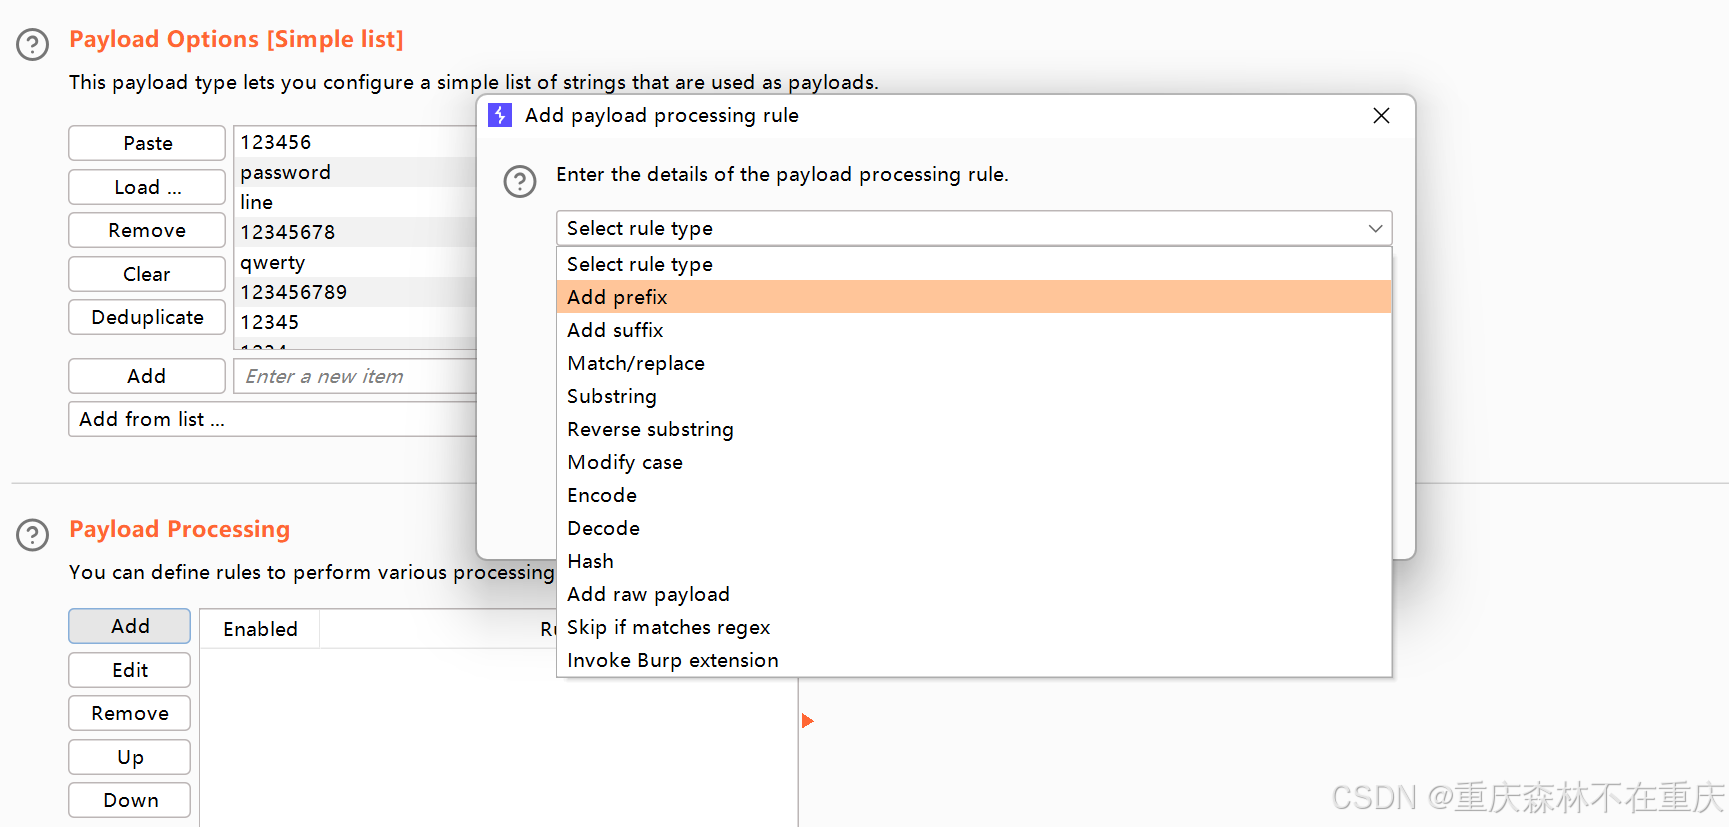 Payload Options [Simple list]
This payload type lets you configure a simple list of strings that are used as payloads.
Paste
Load ...
Remove
Clear
Deduplicate
123456
password
line
12345678
qwerty
123456789
12345
1234
Add
Enter a new item
Add from list ...
Add payload processing rule
Enter the details of the payload processing rule.
Select rule type
Select rule type
Add prefix
Add suffix
Match/replace
Substring
Reverse substring
Modify case
Encode
Decode
Hash
Add raw payload
Skip if matches regex
Invoke Burp extension
Payload Processing
You can define rules to perform various processing
Add
Edit
Remove
Up
Down
Enabled
CSDN @重庆森林不在重庆